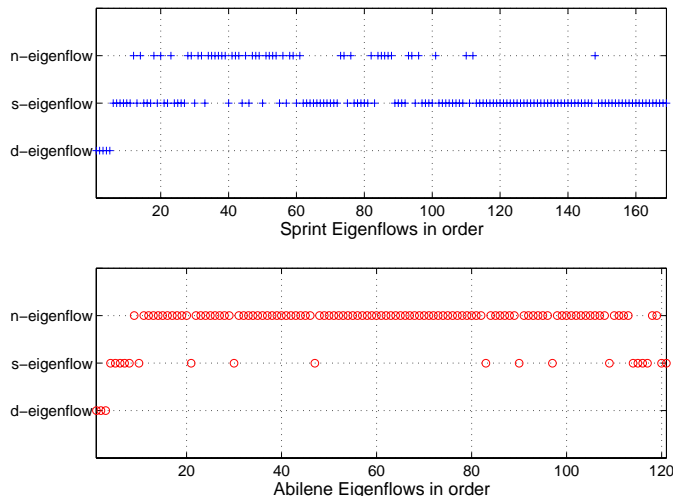 n-eigenflow
s-eigenflow
d-eigenflow
20 40 60 80 100 120 140 160
Sprint Eigenflows in order
n-eigenflow
s-eigenflow
d-eigenflow
20 40 60 80 100 120
Abilene Eigenflows in order